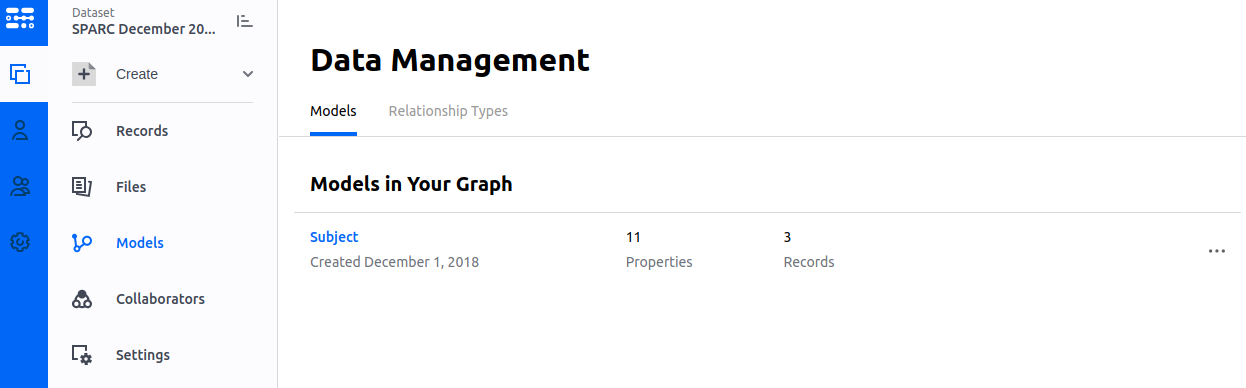 Dataset
SPARC December 20...
Create
Records
Files
Models
Collaborators
Settings
Data Management
Models Relationship Types
Models in Your Graph
Subject 11 3
Created December 1, 2018 Properties Records